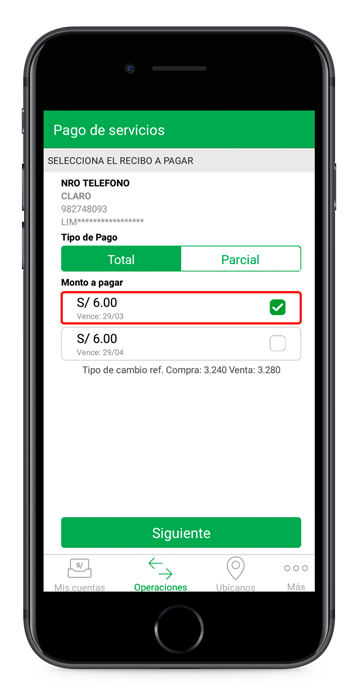 Pago de servicios
SELECCIONA EL RECIBO A PAGAR
NRO TELEFONO
CLARO
982748093
LIM*****************
Tipo de Pago
Total Parcial
Monto a pagar
S/ 6.00
Vence: 29/03
S/ 6.00
Vence: 29/04
Tipo de cambio ref. Compra: 3.240 Venta: 3.280
Siguiente
S/
Mis cuentas Operaciones Ubícanos Más